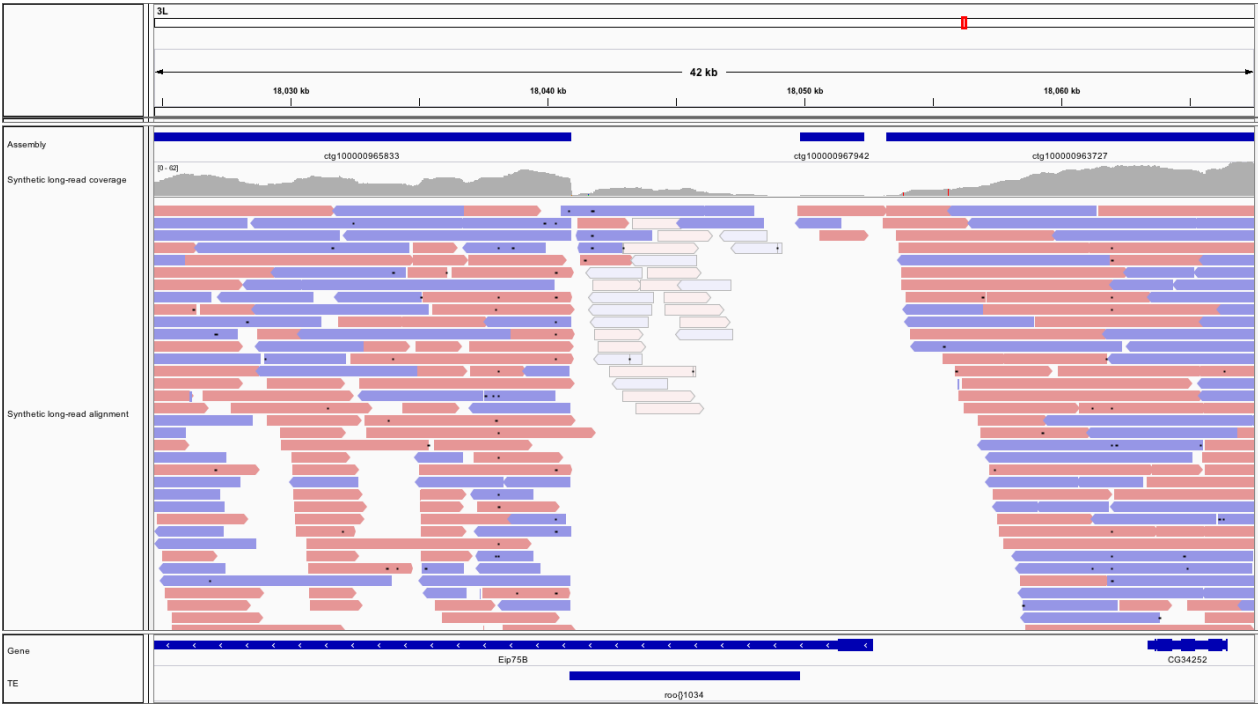 3L
42 kb
18,030 kb 18,040 kb 18,050 kb 18,060 kb
Assembly
ctg100000965833 ctg100000967942 ctg100000963727
[0 - 62]
Synthetic long-read coverage
Synthetic long-read alignment
Gene
Eip75B CG34252
TE
roo{}1034